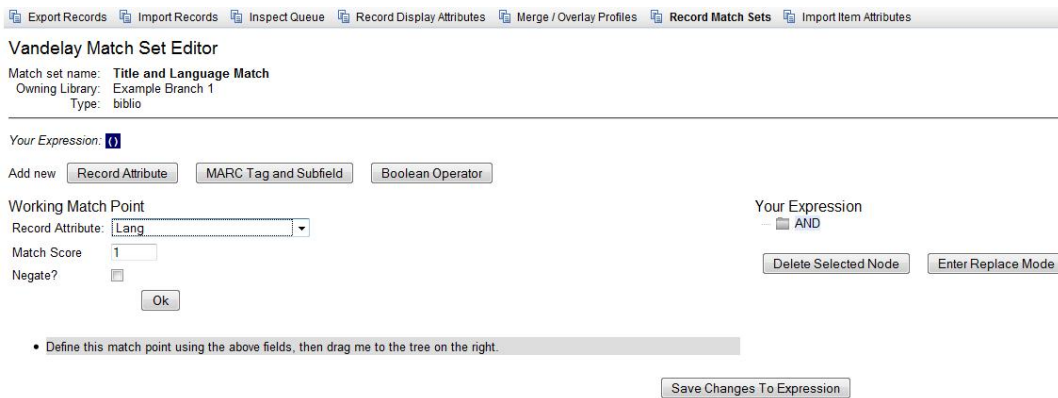 Export Records Import Records Inspect Queue Record Display Attributes Merge / Overlay Profiles Record Match Sets Import Item Attributes
Vandelay Match Set Editor
Match set name: Title and Language Match
Owning Library: Example Branch 1
Type: biblio
Your Expression: ()
Add new Record Attribute MARC Tag and Subfield Boolean Operator
Working Match Point
Record Attribute: Lang
Match Score 1
Negate?
Ok
Your Expression
AND
Delete Selected Node Enter Replace Mode
• Define this match point using the above fields, then drag me to the tree on the right.
Save Changes To Expression